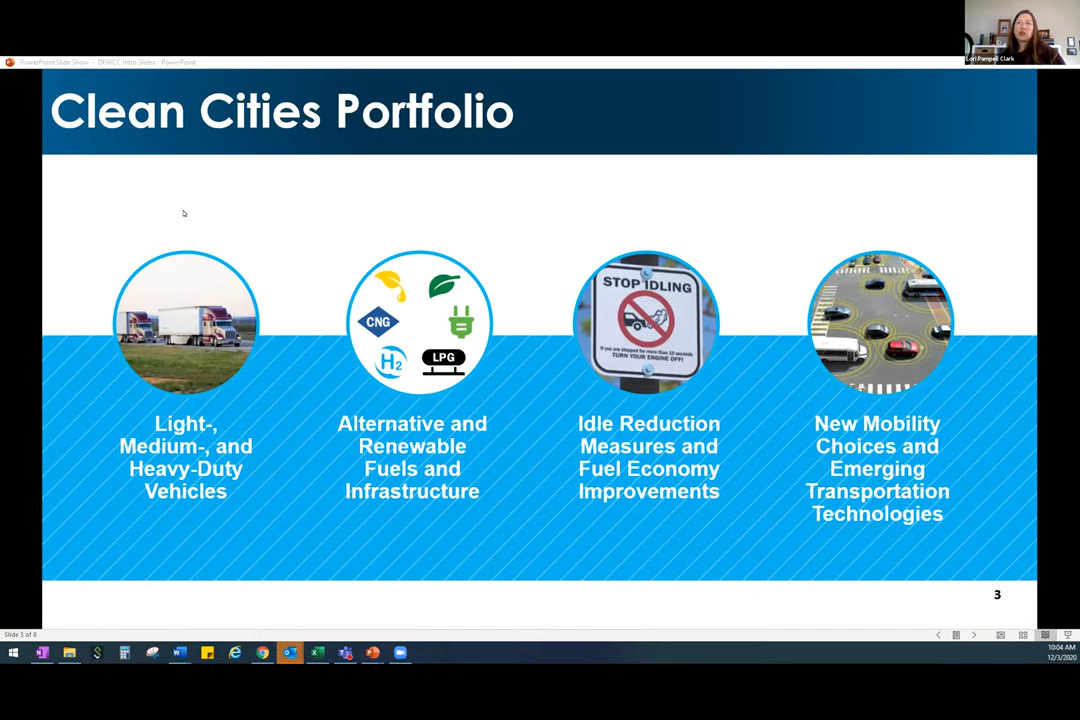 Lori Pampell Clark
PowerPoint Slide Show - DFWCC Intro Slides - PowerPoint
Clean Cities Portfolio
CNG
H2
LPG
STOP IDLING
If you are stopped for more than 10 seconds
TURN YOUR ENGINE OFF!
Light-,
Medium-, and
Heavy-Duty
Vehicles
Alternative and
Renewable
Fuels and
Infrastructure
Idle Reduction
Measures and
Fuel Economy
Improvements
New Mobility
Choices and
Emerging
Transportation
Technologies
3
Slide 3 of 8
10:04 AM
12/3/2020